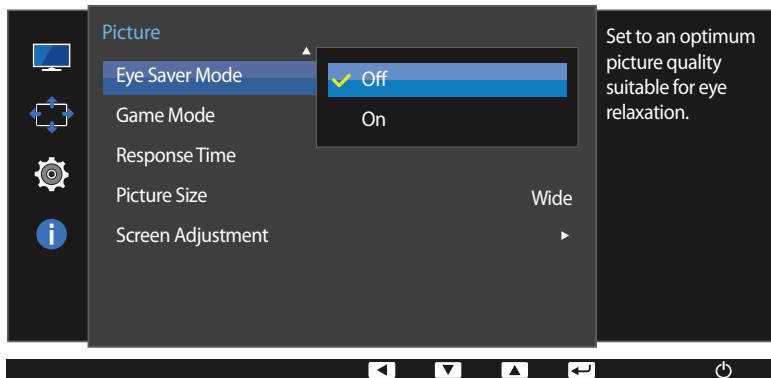 Picture
Eye Saver Mode
Off
Game Mode
On
Response Time
Picture Size
Wide
Screen Adjustment
Set to an optimum
picture quality
suitable for eye
relaxation.